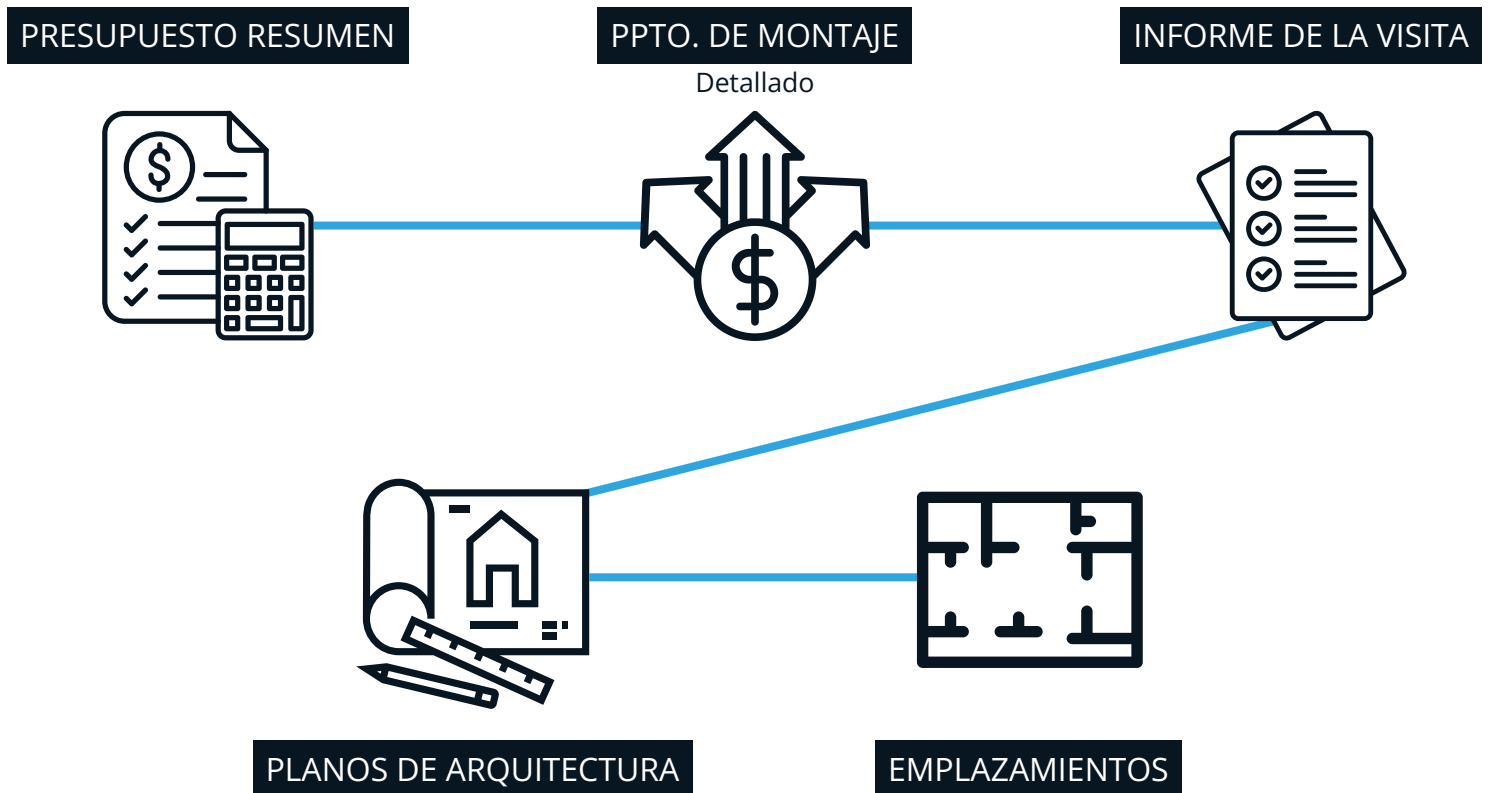 PRESUPUESTO RESUMEN
PPTO. DE MONTAJE
Detallado
INFORME DE LA VISITA
PLANOS DE ARQUITECTURA
EMPLAZAMIENTOS